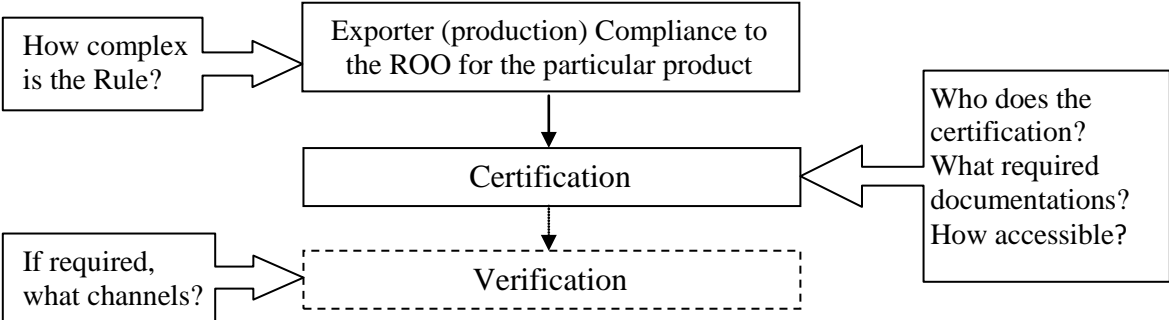 How complex
is the Rule?
Exporter (production) Compliance to
the ROO for the particular product
Who does the
certification?
What required
documentations?
How accessible?
Certification
If required,
what channels?
Verification